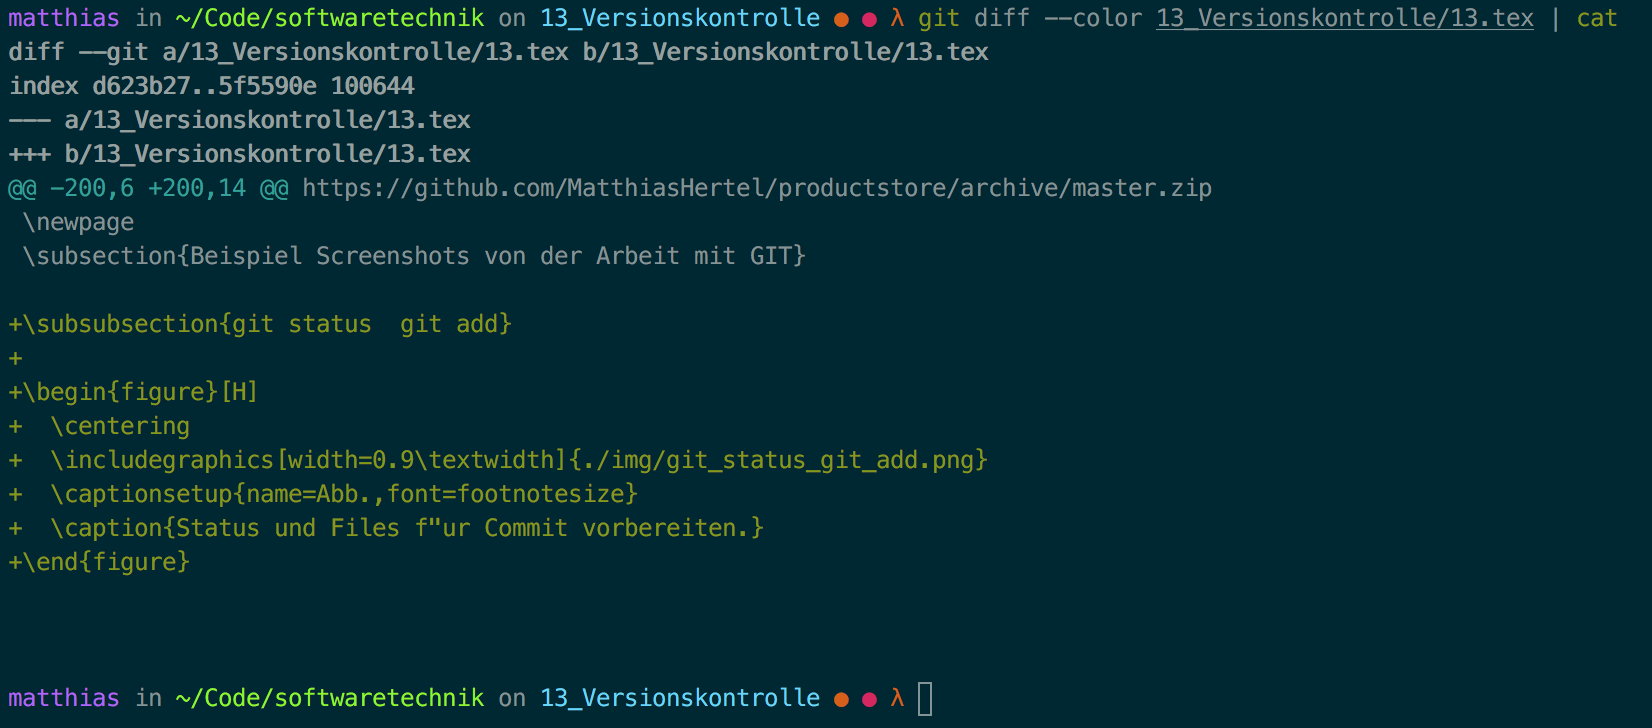 matthias in ~/Code/softwaretechnik on 13_Versionskontrolle ● ● λ git diff --color 13_Versionskontrolle/13.tex | cat
diff --git a/13_Versionskontrolle/13.tex b/13_Versionskontrolle/13.tex
index d623b27..5f5590e 100644
--- a/13_Versionskontrolle/13.tex
+++ b/13_Versionskontrolle/13.tex
@@ -200,6 +200,14 @@ https://github.com/MatthiasHertel/productstore/archive/master.zip
 \newpage
 \subsection{Beispiel Screenshots von der Arbeit mit GIT}
+\subsubsection{git status  git add}
+
+\begin{figure}[H]
+  \centering
+  \includegraphics[width=0.9\textwidth]{./img/git_status_git_add.png}
+  \captionsetup{name=Abb.,font=footnotesize}
+  \caption{Status und Files f"ur Commit vorbereiten.}
+\end{figure}
matthias in ~/Code/softwaretechnik on 13_Versionskontrolle ● ● λ